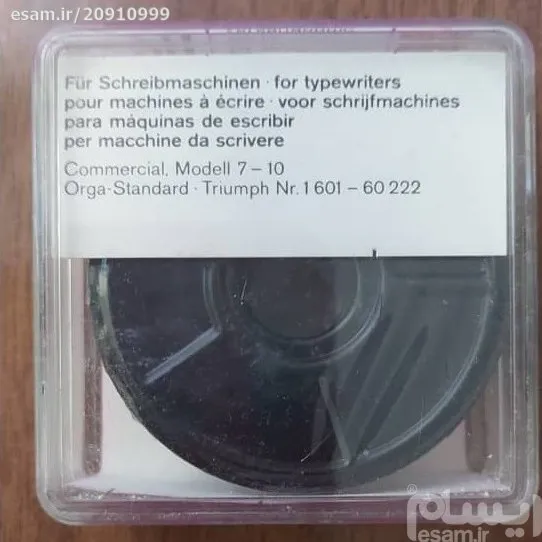 esam.ir/20910999
Für Schreibmaschinen · for typewriters
pour machines à écrire · voor schrijfmachines
para máquinas de escribir
per macchine da scrivere
Commercial, Modell 7 – 10
Orga-Standard · Triumph Nr. 1 601 – 60 222
ایسام
esam.ir